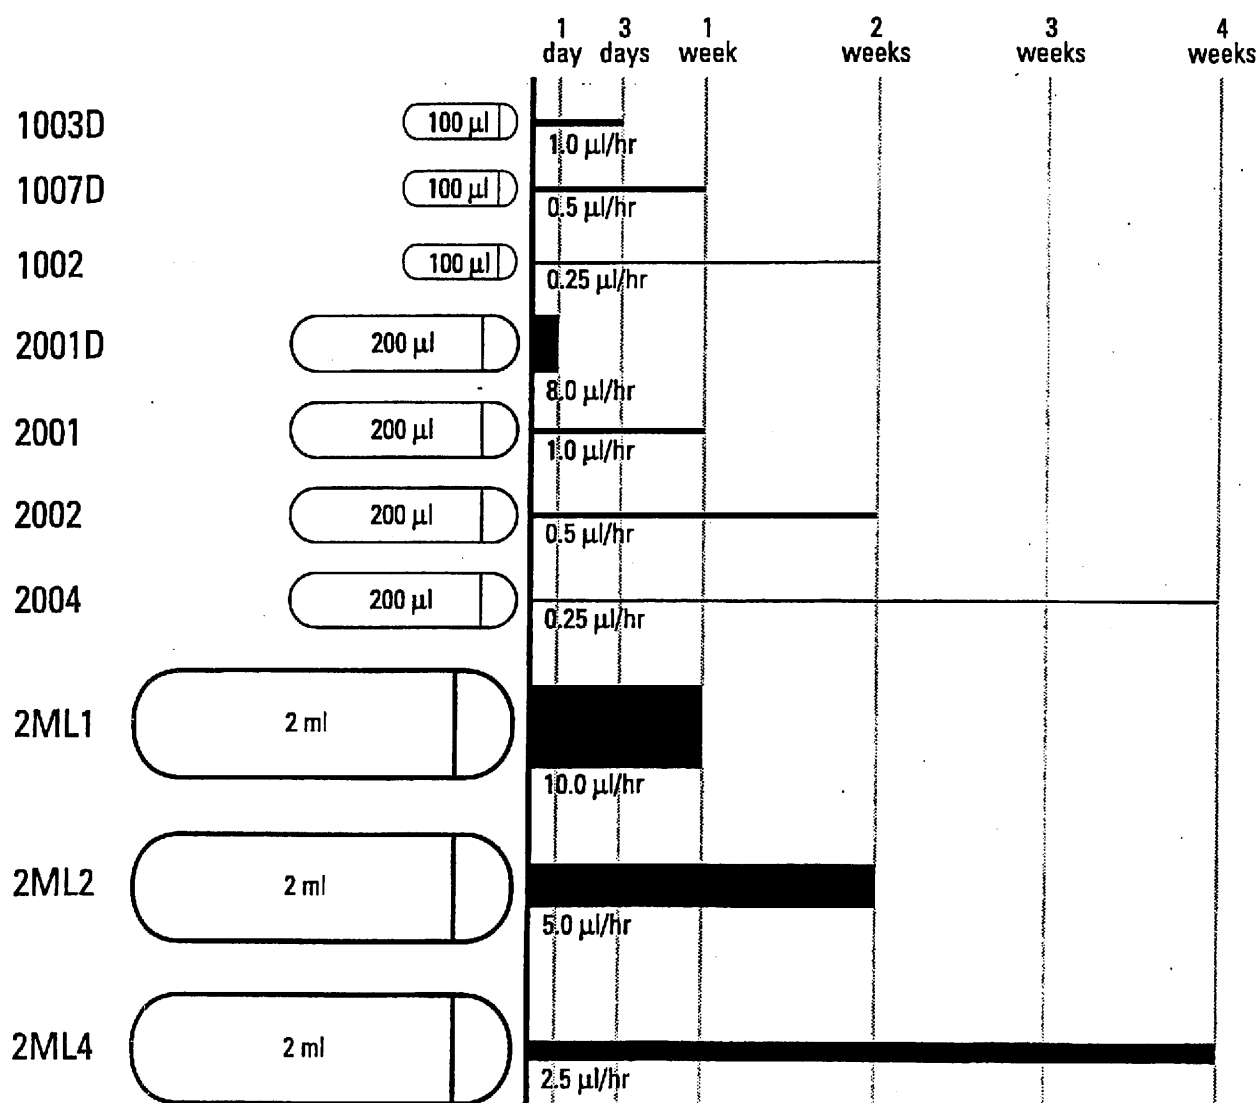 1 3 1 2 3 4
day days week weeks weeks weeks
1003D 100 μl
1.0 μl/hr
1007D 100 μl
0.5 μl/hr
1002 100 μl
0.25 μl/hr
2001D 200 μl
8.0 μl/hr
2001 200 μl
1.0 μl/hr
2002 200 μl
0.5 μl/hr
2004 200 μl
0.25 μl/hr
2ML1 2 ml
10.0 μl/hr
2ML2 2 ml
5.0 μl/hr
2ML4 2 ml
2.5 μl/hr